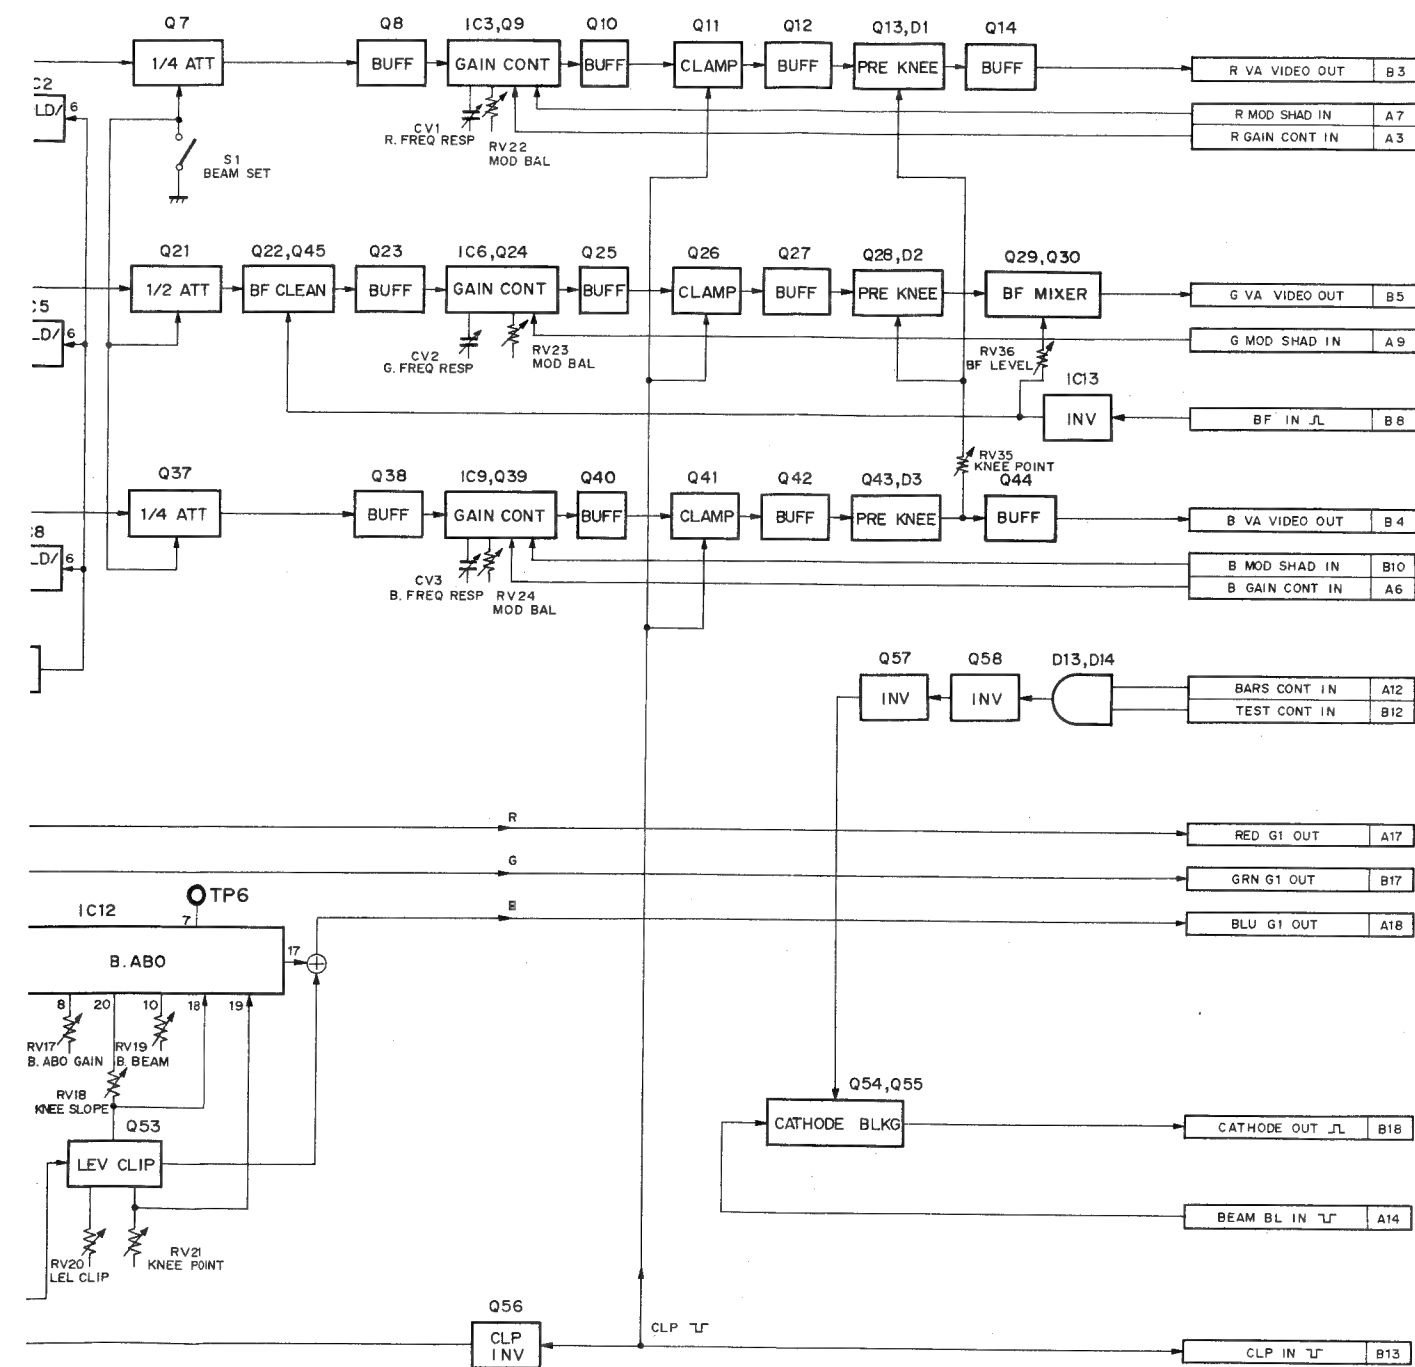 Q7 Q8 IC3,Q9 Q10 Q11 Q12 Q13,D1 Q14
1/4 ATT BUFF GAIN CONT BUFF CLAMP BUFF PRE KNEE BUFF
R VA VIDEO OUT B3
C2
LD/ 6
R MOD SHAD IN A7
R GAIN CONT IN A3
CV1
R. FREQ RESP
RV22
MOD BAL
S1
BEAM SET
Q21 Q22,Q45 Q23 IC6,Q24 Q25 Q26 Q27 Q28,D2 Q29,Q30
1/2 ATT BF CLEAN BUFF GAIN CONT BUFF CLAMP BUFF PRE KNEE BF MIXER
G VA VIDEO OUT B5
C5
LD/ 6
G MOD SHAD IN A9
CV2
G. FREQ RESP
RV23
MOD BAL
RV36
BF LEVEL
IC13
INV
BF IN B8
RV35
KNEE POINT
Q37 Q38 IC9,Q39 Q40 Q41 Q42 Q43,D3 Q44
1/4 ATT BUFF GAIN CONT BUFF CLAMP BUFF PRE KNEE BUFF
B VA VIDEO OUT B4
C8
LD/ 6
B MOD SHAD IN B10
B GAIN CONT IN A6
CV3
B. FREQ RESP
RV24
MOD BAL
Q57 Q58 D13,D14
INV INV
BARS CONT IN A12
TEST CONT IN B12
R
RED G1 OUT A17
G
GRN G1 OUT B17
TP6
IC12
7
B
BLU G1 OUT A18
B.ABO
17
8 20 10 18 19
RV17
B. ABO GAIN
RV19
B. BEAM
RV18
KNEE SLOPE
Q53
LEV CLIP
Q54,Q55
CATHODE BLKG
CATHODE OUT B18
BEAM BL IN A14
RV20
LEL CLIP
RV21
KNEE POINT
Q56
CLP
INV
CLP
CLP IN B13